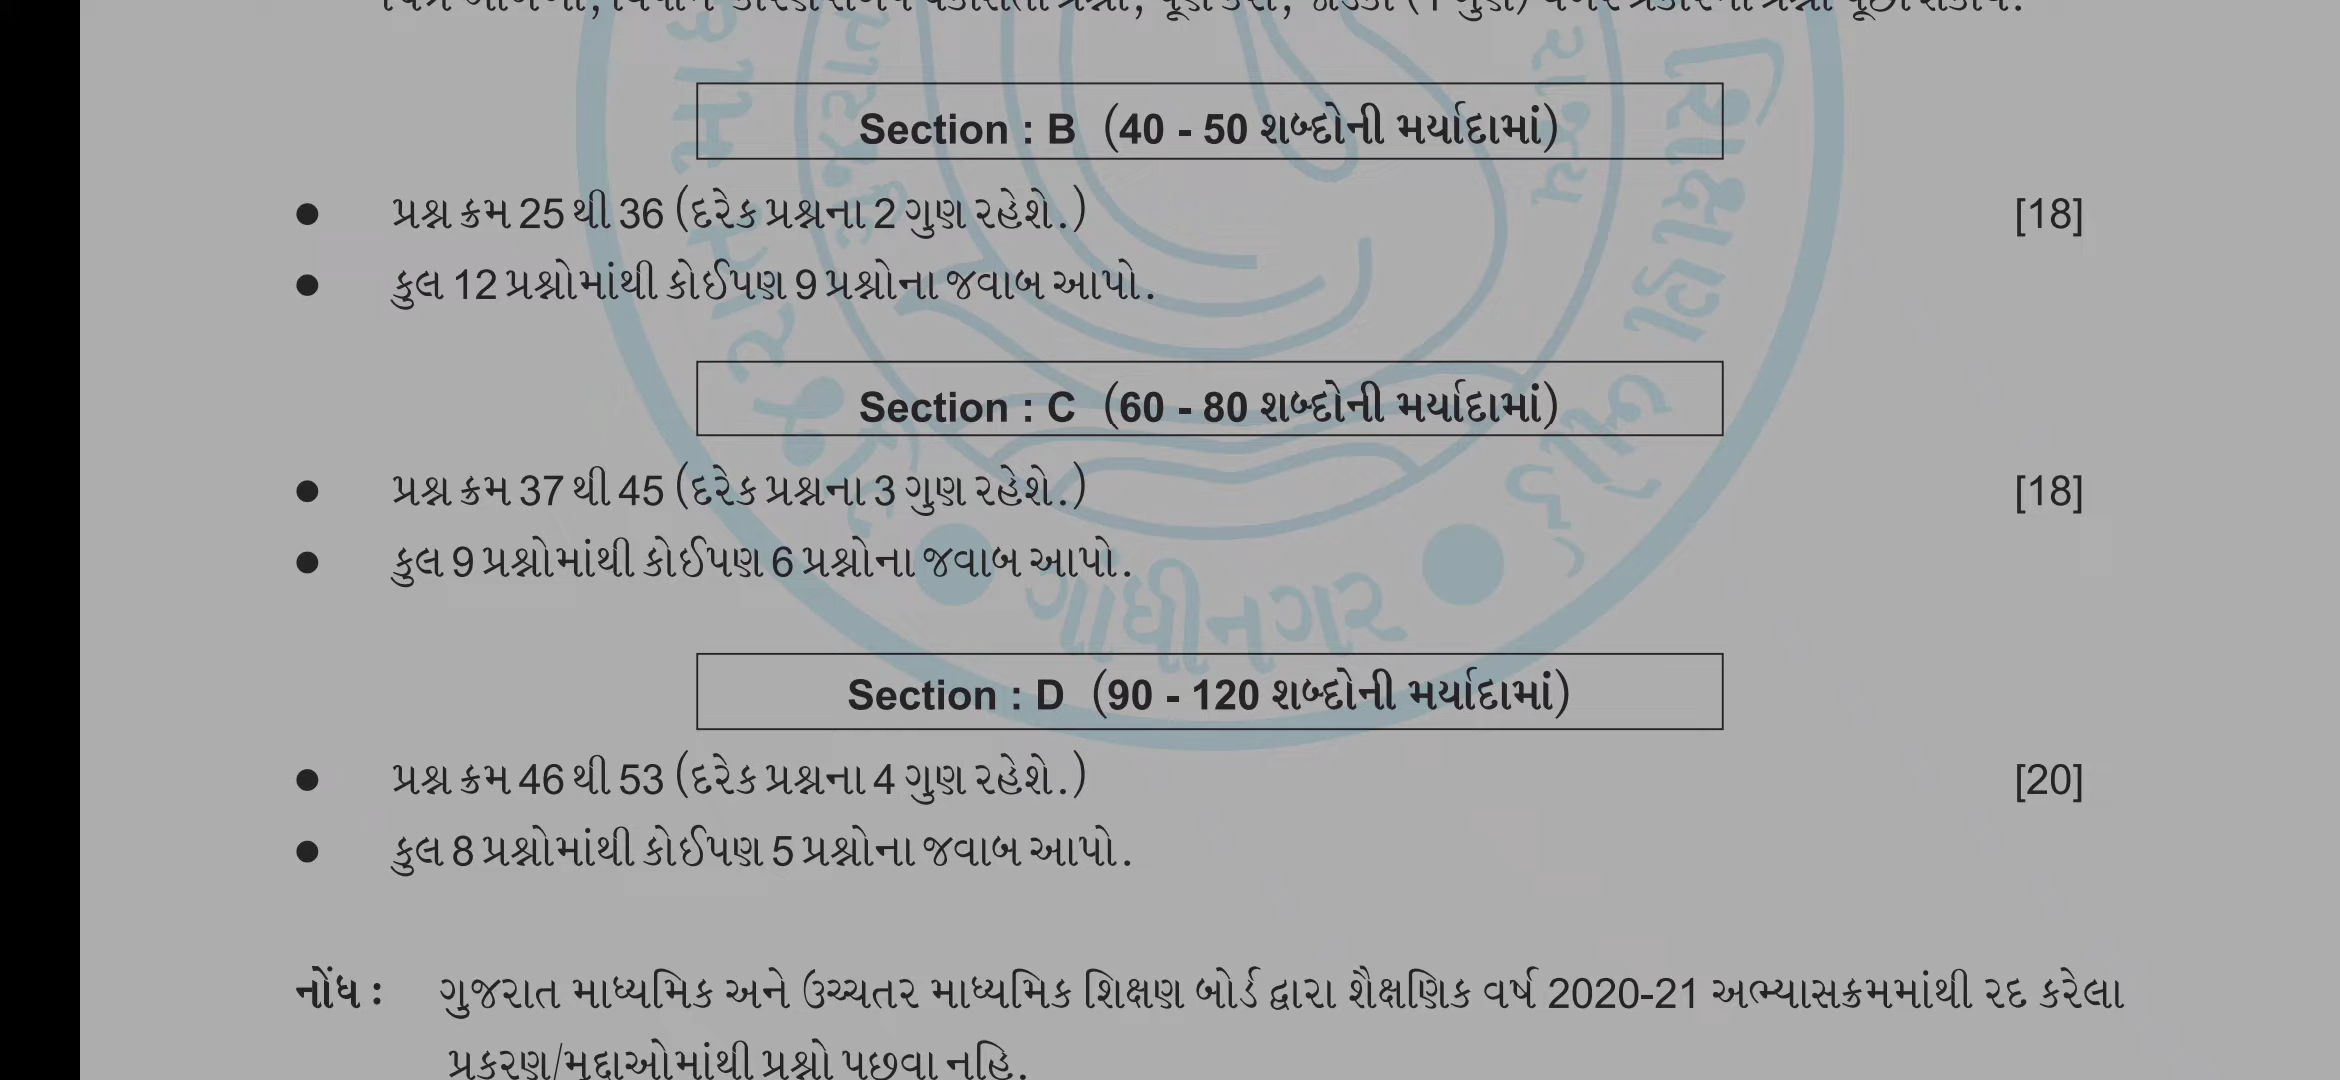 Section : B (40 - 50 શબ્દોની મર્યાદામાં)
● પ્રશ્ન ક્રમ 25 થી 36 (દરેક પ્રશ્નના 2 ગુણ રહેશે.) [18]
● કુલ 12 પ્રશ્નોમાંથી કોઈપણ 9 પ્રશ્નોના જવાબ આપો.
Section : C (60 - 80 શબ્દોની મર્યાદામાં)
● પ્રશ્ન ક્રમ 37 થી 45 (દરેક પ્રશ્નના 3 ગુણ રહેશે.) [18]
● કુલ 9 પ્રશ્નોમાંથી કોઈપણ 6 પ્રશ્નોના જવાબ આપો.
ગાંધીનગર
Section : D (90 - 120 શબ્દોની મર્યાદામાં)
● પ્રશ્ન ક્રમ 46 થી 53 (દરેક પ્રશ્નના 4 ગુણ રહેશે.) [20]
● કુલ 8 પ્રશ્નોમાંથી કોઈપણ 5 પ્રશ્નોના જવાબ આપો.
નોંધ : ગુજરાત માધ્યમિક અને ઉચ્ચતર માધ્યમિક શિક્ષણ બોર્ડ દ્વારા શૈક્ષણિક વર્ષ 2020-21 અભ્યાસક્રમમાંથી રદ કરેલા
પ્રકરણ/મુદ્દાઓમાંથી પ્રશ્નો પછવા નહિ.